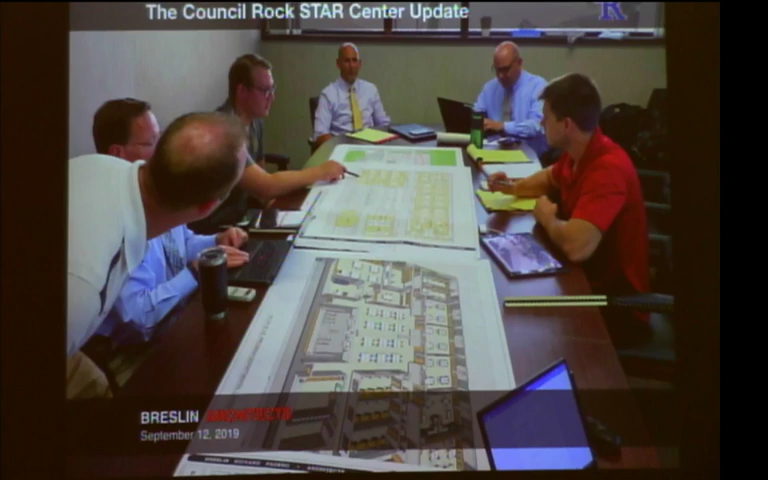 The Council Rock STAR Center Update
R
BRESLIN ARCHITECTS
September 12, 2019